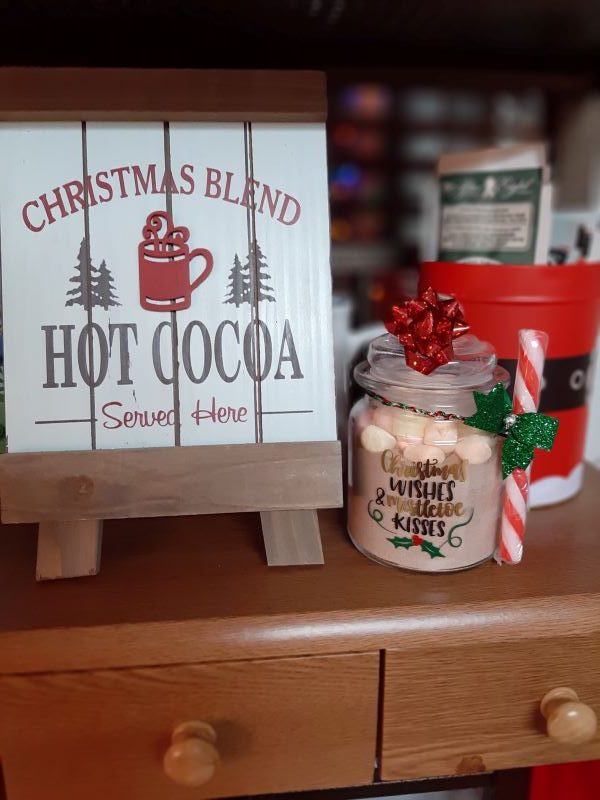 CHRISTMAS BLEND
HOT COCOA
Served Here
Christmas
WISHES
& mistletoe
KISSES